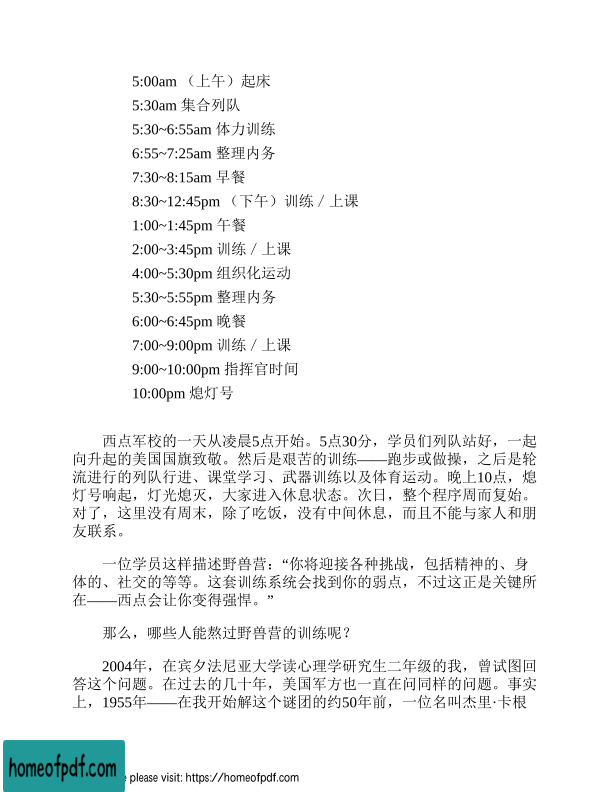 5:00am （上午）起床
5:30am 集合列队
5:30~6:55am 体力训练
6:55~7:25am 整理内务
7:30~8:15am 早餐
8:30~12:45pm （下午）训练／上课
1:00~1:45pm 午餐
2:00~3:45pm 训练／上课
4:00~5:30pm 组织化运动
5:30~5:55pm 整理内务
6:00~6:45pm 晚餐
7:00~9:00pm 训练／上课
9:00~10:00pm 指挥官时间
10:00pm 熄灯号
西点军校的一天从凌晨5点开始。5点30分，学员们列队站好，一起
向升起的美国国旗致敬。然后是艰苦的训练——跑步或做操，之后是轮
流进行的列队行进、课堂学习、武器训练以及体育运动。晚上10点，熄
灯号响起，灯光熄灭，大家进入休息状态。次日，整个程序周而复始。
对了，这里没有周末，除了吃饭，没有中间休息，而且不能与家人和朋
友联系。
一位学员这样描述野兽营：“你将迎接各种挑战，包括精神的、身
体的、社交的等等。这套训练系统会找到你的弱点，不过这正是关键所
在——西点会让你变得强悍。”
那么，哪些人能熬过野兽营的训练呢？
2004年，在宾夕法尼亚大学读心理学研究生二年级的我，曾试图回
答这个问题。在过去的几十年，美国军方也一直在问同样的问题。事实
上，1955年——在我开始解这个谜团的约50年前，一位名叫杰里·卡根
homeofpdf.com
e please visit: https://homeofpdf.com